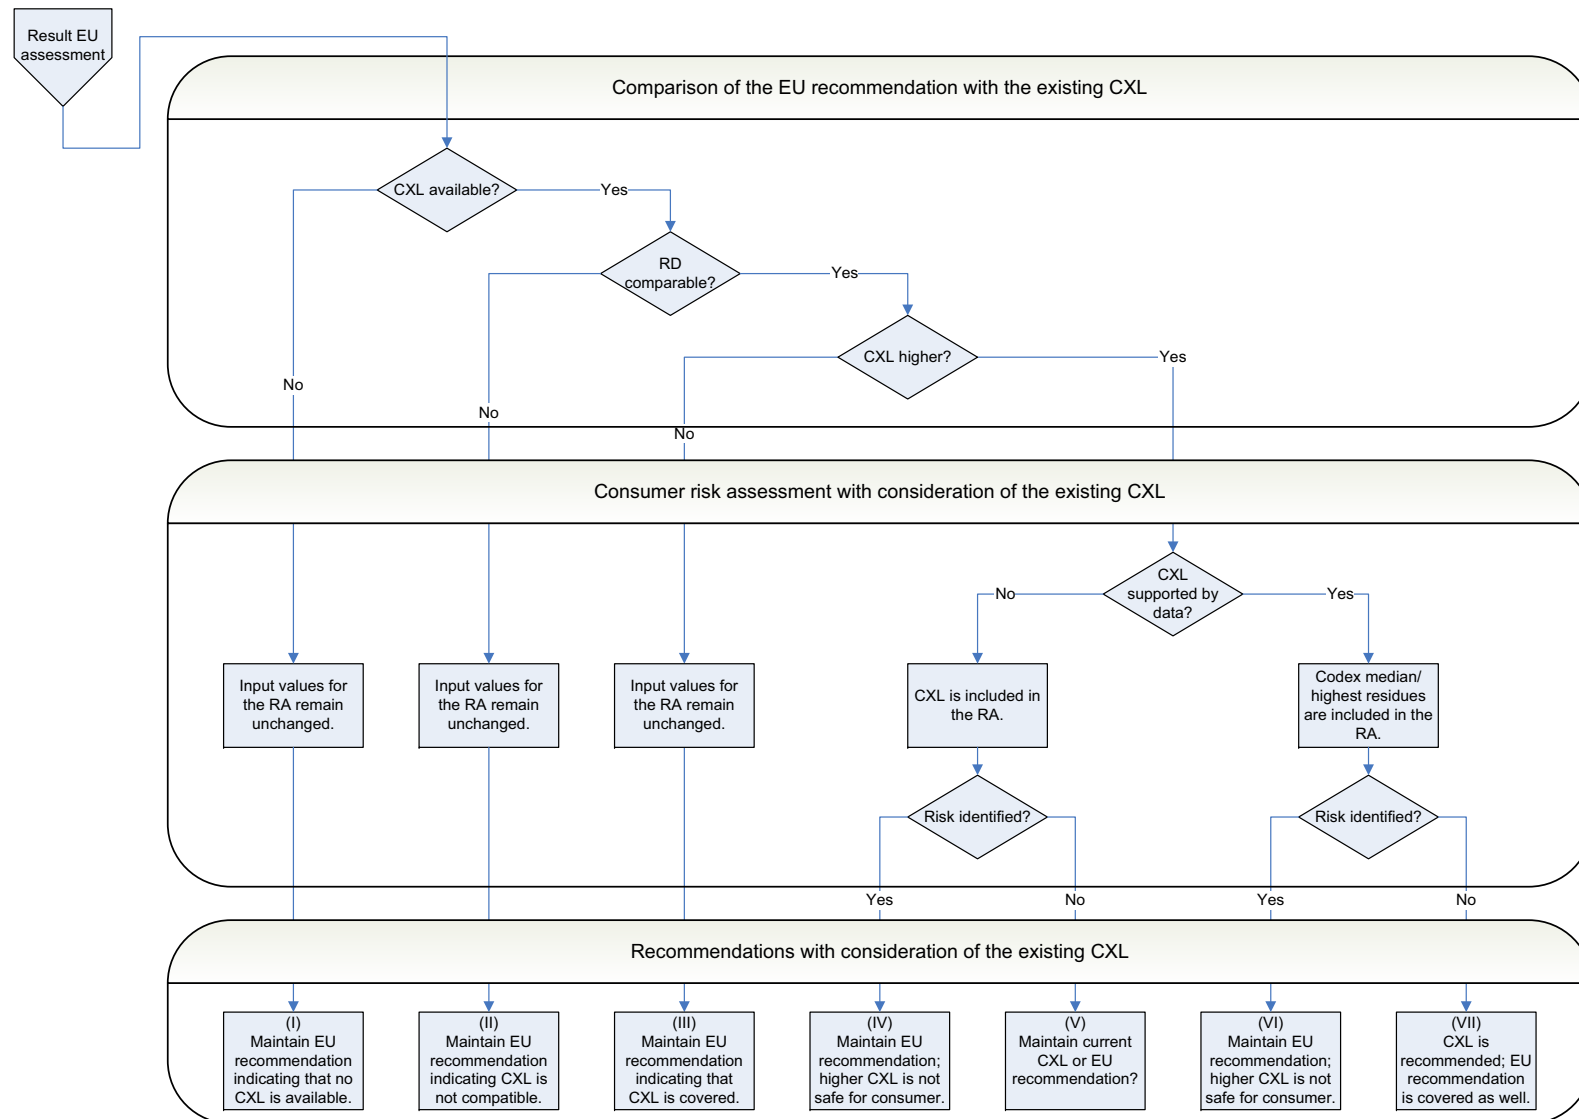 Result EU
assessment
Comparison of the EU recommendation with the existing CXL
CXL available?
Yes
RD
comparable?
Yes
CXL higher?
Yes
No
No
No
Consumer risk assessment with consideration of the existing CXL
CXL
supported by
data?
No
Yes
Input values for
the RA remain
unchanged.
Input values for
the RA remain
unchanged.
Input values for
the RA remain
unchanged.
CXL is included in
the RA.
Codex median/
highest residues
are included in the
RA.
Risk identified?
Risk identified?
Yes
No
Yes
No
Recommendations with consideration of the existing CXL
(I)
Maintain EU
recommendation
indicating that no
CXL is available.
(II)
Maintain EU
recommendation
indicating CXL is
not compatible.
(III)
Maintain EU
recommendation
indicating that
CXL is covered.
(IV)
Maintain EU
recommendation;
higher CXL is not
safe for consumer.
(V)
Maintain current
CXL or EU
recommendation?
(VI)
Maintain EU
recommendation;
higher CXL is not
safe for consumer.
(VII)
CXL is
recommended; EU
recommendation
is covered as well.